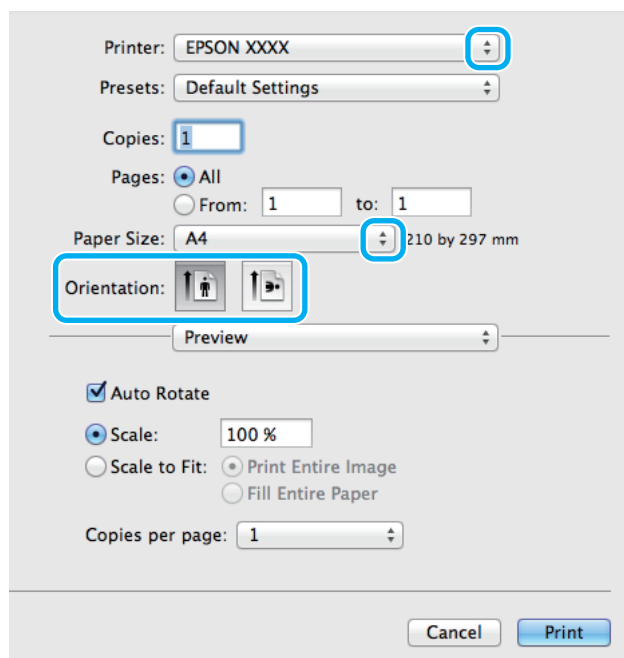 Printer: EPSON XXXX
Presets: Default Settings
Copies: 1
Pages: All
From: 1 to: 1
Paper Size: A4 210 by 297 mm
Orientation:
Preview
Auto Rotate
Scale: 100 %
Scale to Fit: Print Entire Image
Fill Entire Paper
Copies per page: 1
Cancel Print